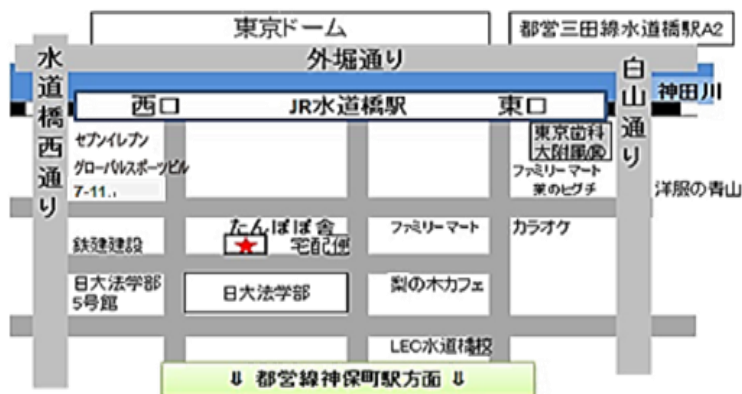 東京ドーム
都営三田線水道橋駅A2
外堀通り
水道橋西通り
白山通り
神田川
西口
JR水道橋駅
東口
セブンイレブン
グローバルスポーツビル
7-11.
東京歯科
大附属
ファミリーマート
薬のヒグチ
洋服の青山
たんぽぽ舎
★
宅配便
鉄建建設
ファミリーマート
カラオケ
日大法学部
5号館
日大法学部
梨の木カフェ
LEC水道橋校
⇓ 都営線神保町駅方面 ⇓